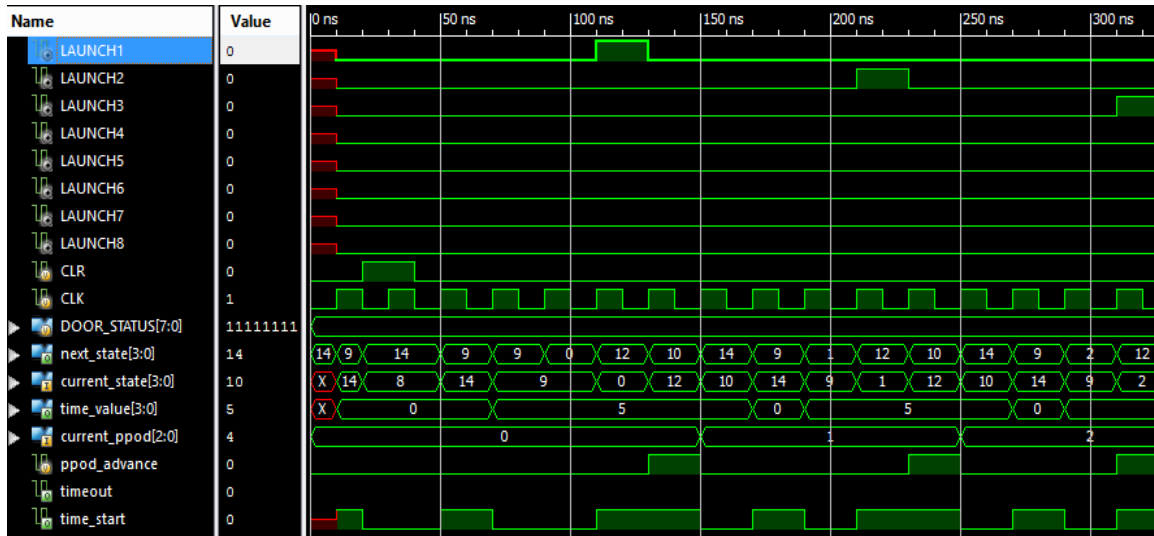 Name Value 0 ns 50 ns 100 ns 150 ns 200 ns 250 ns 300 ns
LAUNCH1 0
LAUNCH2 0
LAUNCH3 0
LAUNCH4 0
LAUNCH5 0
LAUNCH6 0
LAUNCH7 0
LAUNCH8 0
CLR 0
CLK 1
DOOR_STATUS[7:0] 11111111
next_state[3:0] 14 14 9 14 9 9 0 12 10 14 9 1 12 10 14 9 2 12
current_state[3:0] 10 X 14 8 14 9 0 12 10 14 9 1 12 10 14 9 2
time_value[3:0] 5 X 0 5 0 5 0
current_ppod[2:0] 4 0 1 2
ppod_advance 0
timeout 0
time_start 0